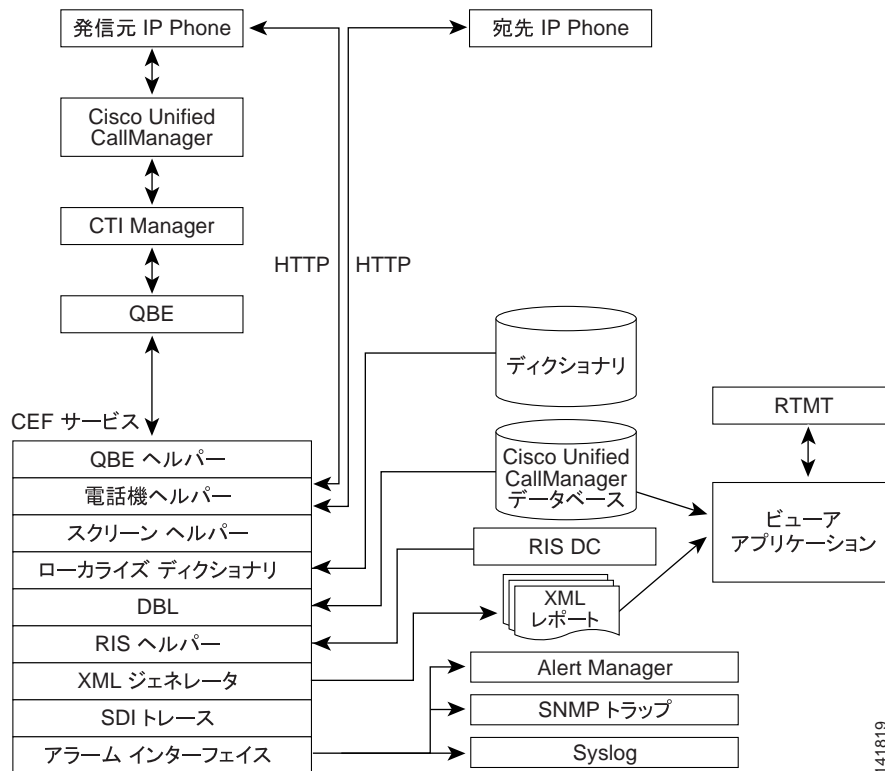 発信元 IP Phone
宛先 IP Phone
Cisco Unified
CallManager
CTI Manager
HTTP
HTTP
QBE
ディクショナリ
CEF サービス
RTMT
QBE ヘルパー
電話機ヘルパー
スクリーン ヘルパー
ローカライズ ディクショナリ
DBL
RIS ヘルパー
XML ジェネレータ
SDI トレース
アラーム インターフェイス
Cisco Unified
CallManager
データベース
ビューア
アプリケーション
RIS DC
XML
レポート
Alert Manager
SNMP トラップ
Syslog
141819